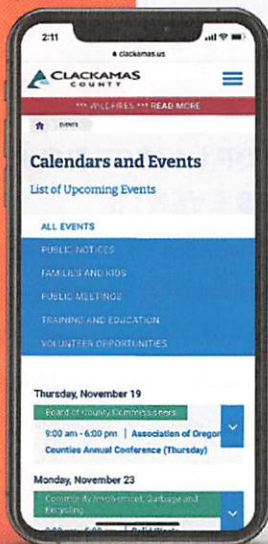 2:11
clackamas.us
CLACKAMAS
COUNTY
*** WILDFIRES *** READ MORE
EVENTS
Calendars and Events
List of Upcoming Events
ALL EVENTS
PUBLIC NOTICES
FAMILIES AND KIDS
PUBLIC MEETINGS
TRAINING AND EDUCATION
VOLUNTEER OPPORTUNITIES
Thursday, November 19
Board of County Commissioners
9:00 am - 6:00 pm | Association of Oregon
Counties Annual Conference (Thursday)
Monday, November 23
Community Involvement, Garbage and
Recycling